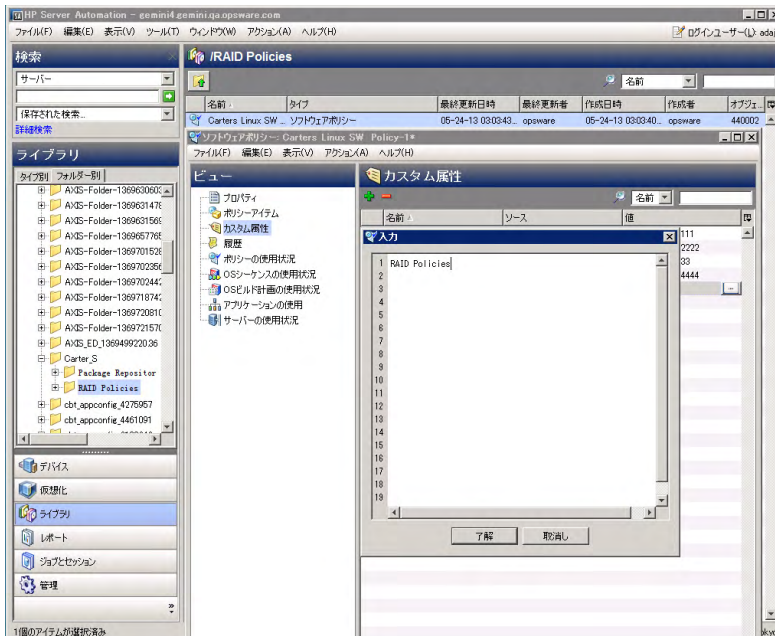 HP Server Automation - gemini4.gemini.qa.opsware.com
ファイル(F) 編集(E) 表示(V) ツール(T) ウィンドウ(W) アクション(A) ヘルプ(H)
ログインユーザー(L): adaj
検索
サーバー
保存された検索...
詳細検索
ライブラリ
タイプ別 フォルダー別
AXIS-Folder-1369630603
AXIS-Folder-1369631478
AXIS-Folder-1369631569
AXIS-Folder-1369657765
AXIS-Folder-1369701528
AXIS-Folder-1369702356
AXIS-Folder-1369702442
AXIS-Folder-1369718742
AXIS-Folder-1369720810
AXIS-Folder-1369721570
AXIS_ED_1369499220.36
Carter_S
Package Repositor
RAID Policies
cbt_appconfig_4275957
cbt_appconfig_4461091
デバイス
仮想化
ライブラリ
レポート
ジョブとセッション
管理
»
1個のアイテムが選択済み
/RAID Policies
名前
名前 タイプ 最終更新日時 最終更新者 作成日時 作成者 オブジェ...
Carters Linux SW ... ソフトウェアポリシー 05-24-13 03:03:43... opsware 05-24-13 03:03:40... opsware 440002
ソフトウェアポリシー: Carters Linux SW Policy-1*
ファイル(F) 編集(E) 表示(V) アクション(A) ヘルプ(H)
ビュー
プロパティ
ポリシーアイテム
カスタム属性
履歴
ポリシーの使用状況
OSシーケンスの使用状況
OSビルド計画の使用状況
アプリケーションの使用
サーバーの使用状況
カスタム属性
名前
名前 ソース 値
111
2222
33
4444
...
入力
1 RAID Policies
2
3
4
5
6
7
8
9
10
11
12
13
14
15
16
17
18
19
了解 取消し